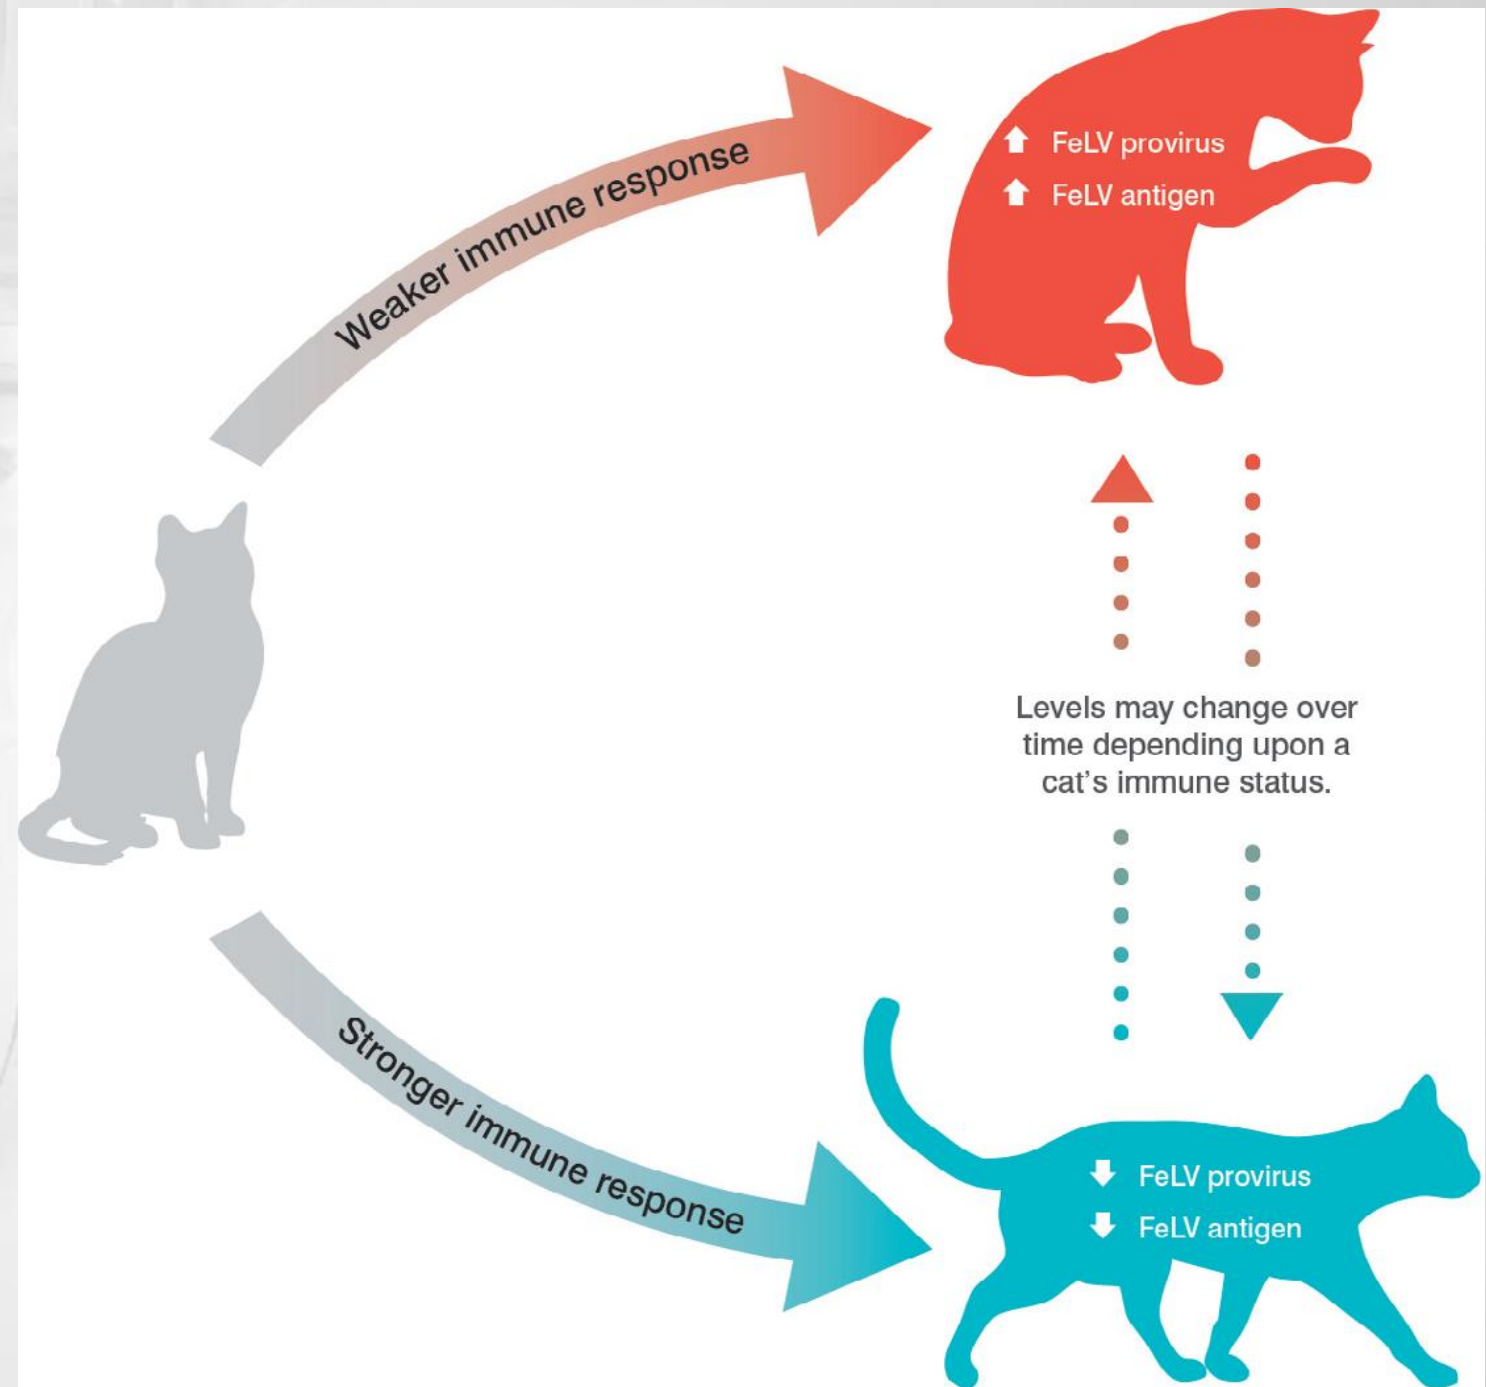 Weaker immune response
FeLV provirus
FeLV antigen
Levels may change over
time depending upon a
cat's immune status.
Stronger immune response
FeLV provirus
FeLV antigen